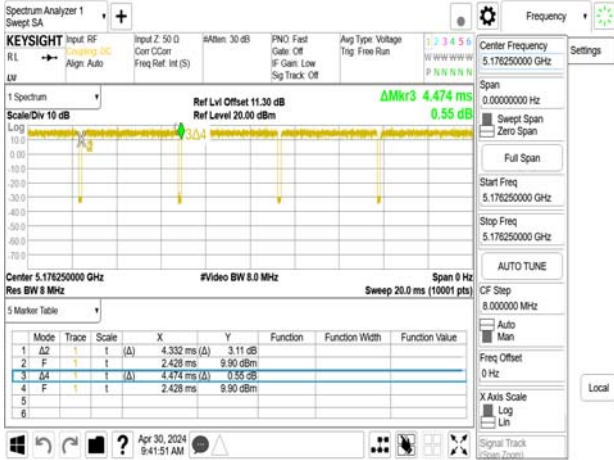 Spectrum Analyzer 1
Swept SA
+
Frequency
Settings
KEYSIGHT
RL
Input: RF
Coupling: DC
Align: Auto
Input Z: 50 Ω
Corr CCorr
Freq Ref: Int (S)
#Atten: 30 dB
PNO: Fast
Gate: Off
IF Gain: Low
Sig Track: Off
Avg Type: Voltage
Trig: Free Run
1 2 3 4 5 6
W W W W W W
P N N N N N
LW
1 Spectrum
Scale/Div 10 dB
Ref Lvl Offset 11.30 dB
Ref Level 20.00 dBm
ΔMkr3 4.474 ms
0.55 dB
Log
10.0
0.00
-10.0
-20.0
-30.0
-40.0
-50.0
-60.0
-70.0
3Δ4
Center 5.176250000 GHz
Res BW 8 MHz
#Video BW 8.0 MHz
Span 0 Hz
Sweep 20.0 ms (10001 pts)
5 Marker Table
Mode Trace Scale X Y Function Function Width Function Value
1 Δ2 1 t (Δ) 4.332 ms (Δ) 3.11 dB
2 F 1 t 2.428 ms 9.90 dBm
3 Δ4 1 t (Δ) 4.474 ms (Δ) 0.55 dB
4 F 1 t 2.428 ms 9.90 dBm
5
6
Apr 30, 2024
9:41:51 AM
Center Frequency
5.176250000 GHz
Span
0.00000000 Hz
Swept Span
Zero Span
Full Span
Start Freq
5.176250000 GHz
Stop Freq
5.176250000 GHz
AUTO TUNE
CF Step
8.000000 MHz
Auto
Man
Freq Offset
0 Hz
X Axis Scale
Log
Lin
Signal Track
(Span Zoom)
Local